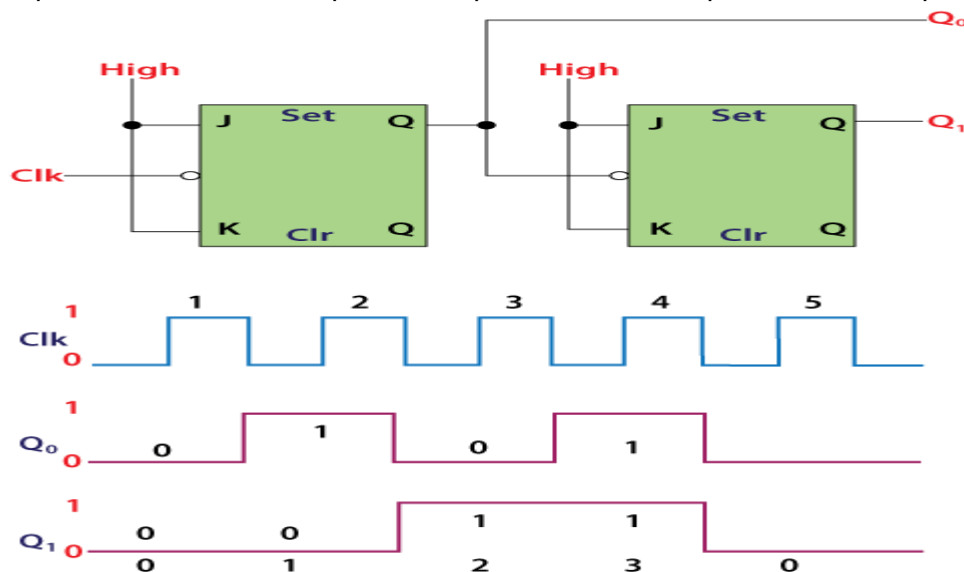 Q₀
High High
J Set Q J Set Q Q₁
Clk
K Clr Q K Clr Q
1 2 3 4 5
1
Clk
0
1
Q₀ 0 1 0 1
0
1
0 0 1 1
Q₁
0
0 1 2 3 0